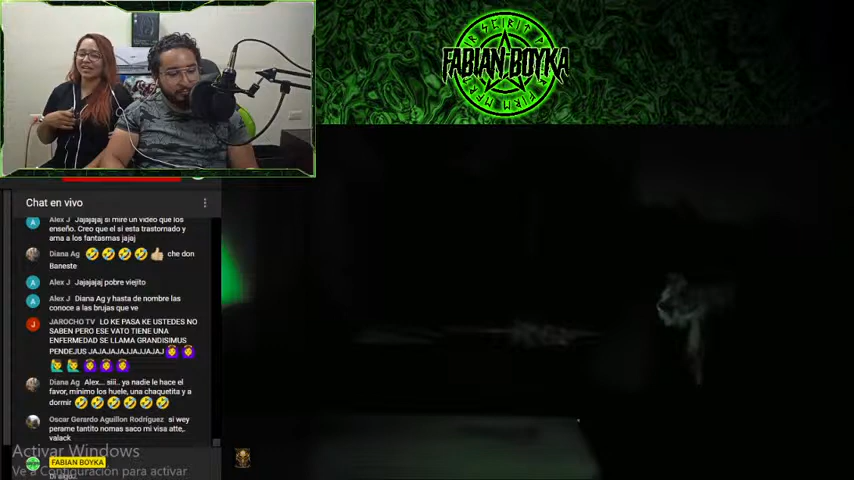 FABIAN BOYKA
Chat en vivo
Alex J Jajajajaj si mire un video que los
enseño. Creo que el si esta trastornado y
ama a los fantasmas jajaj
Diana Ag 🤣🤣🤣🤣👍🏼 che don
Baneste
Alex J Jajajajaj pobre viejito
Alex J Diana Ag y hasta de nombre las
conoce a las brujas que ve
JAROCHO TV LO KE PASA KE USTEDES NO
SABEN PERO ESE VATO TIENE UNA
ENFERMEDAD SE LLAMA GRANDISIMUS
PENDEJUS JAJAJAJAJJAJJAJAJ
Diana Ag Alex... siii.. ya nadie le hace el
favor, minimo los huele, una chaquetita y a
dormir 🤣🤣🤣🤣🤣🤣
Oscar Gerardo Aguillon Rodriguez si wey
perame tantito nomas saco mi visa atte,.
valack
Activar Windows
FABIAN BOYKA
Ve a Configuración para activar